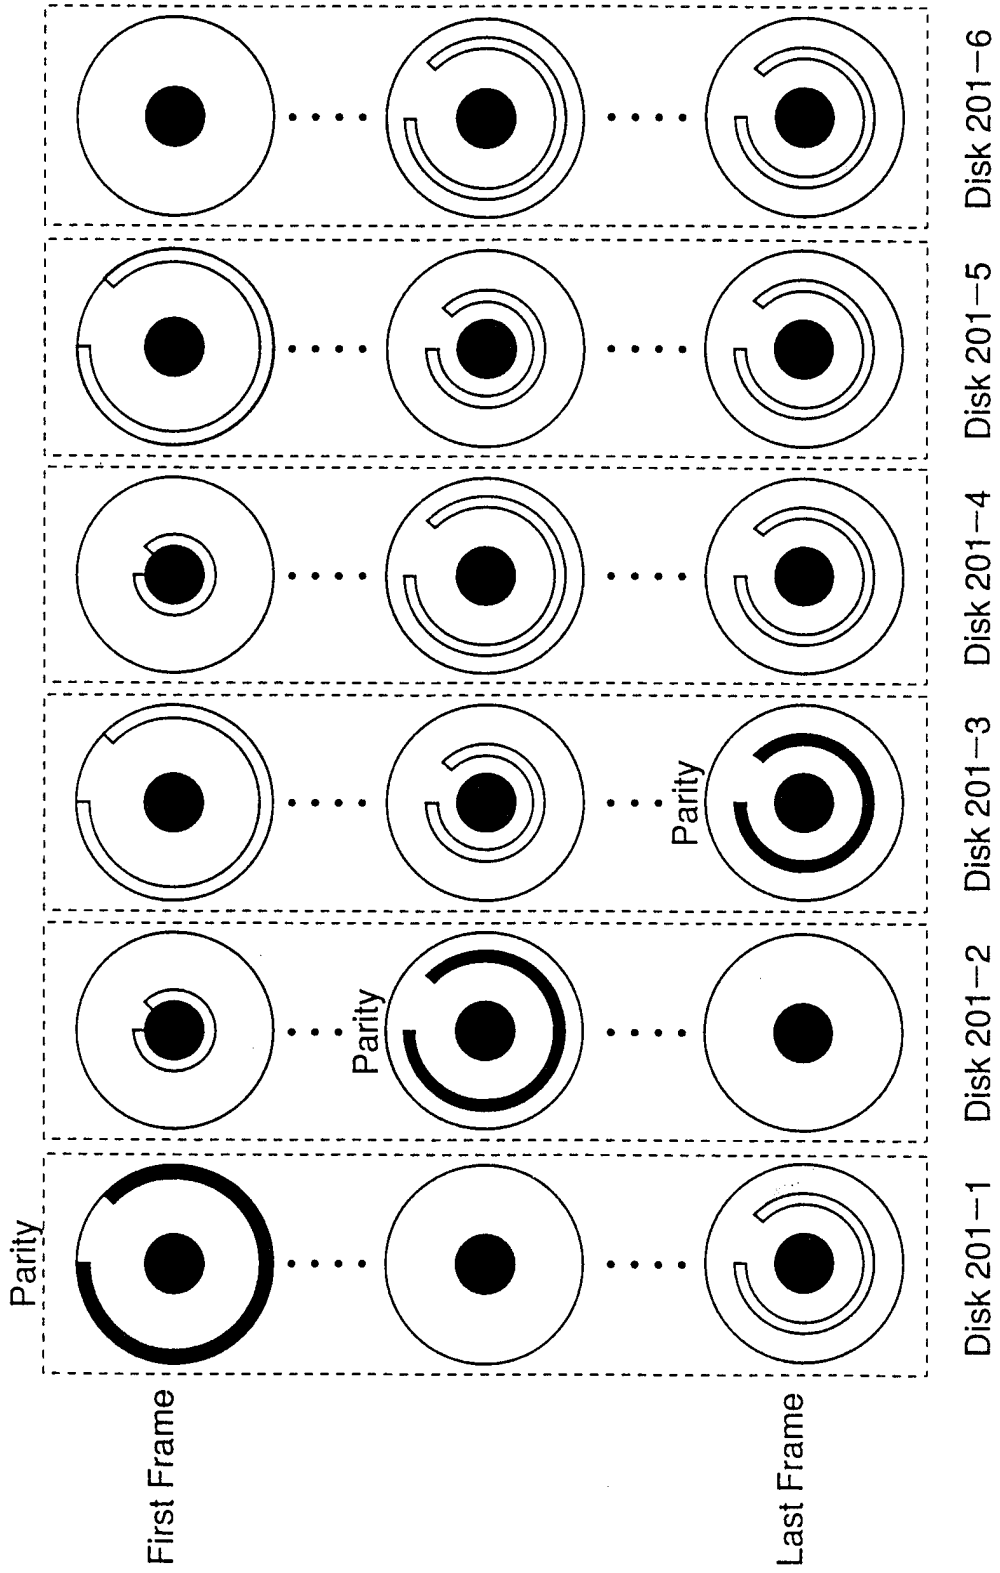 Parity
First Frame
Parity
Parity
Last Frame
Disk 201-1
Disk 201-2
Disk 201-3
Disk 201-4
Disk 201-5
Disk 201-6